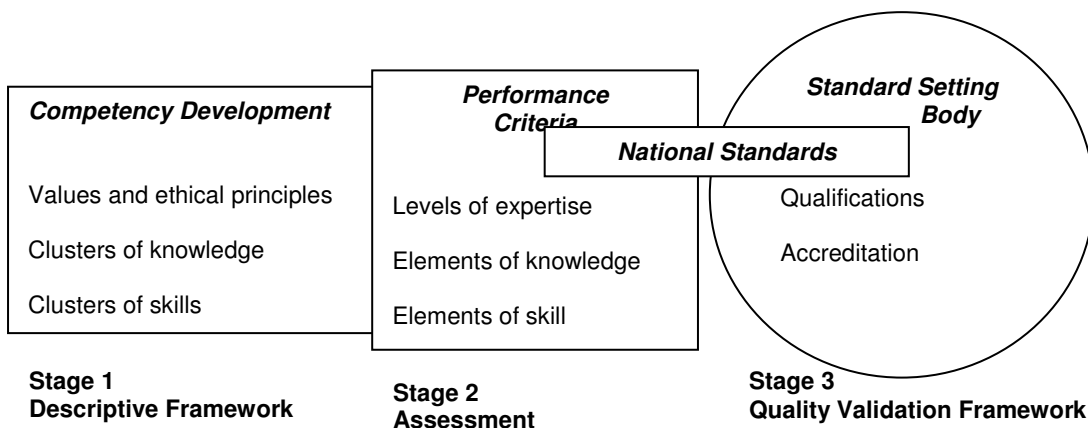 Competency Development
Values and ethical principles
Clusters of knowledge
Clusters of skills
Performance
Criteria
Levels of expertise
Elements of knowledge
Elements of skill
National Standards
Standard Setting
Body
Qualifications
Accreditation
Stage 1
Descriptive Framework
Stage 2
Assessment
Stage 3
Quality Validation Framework